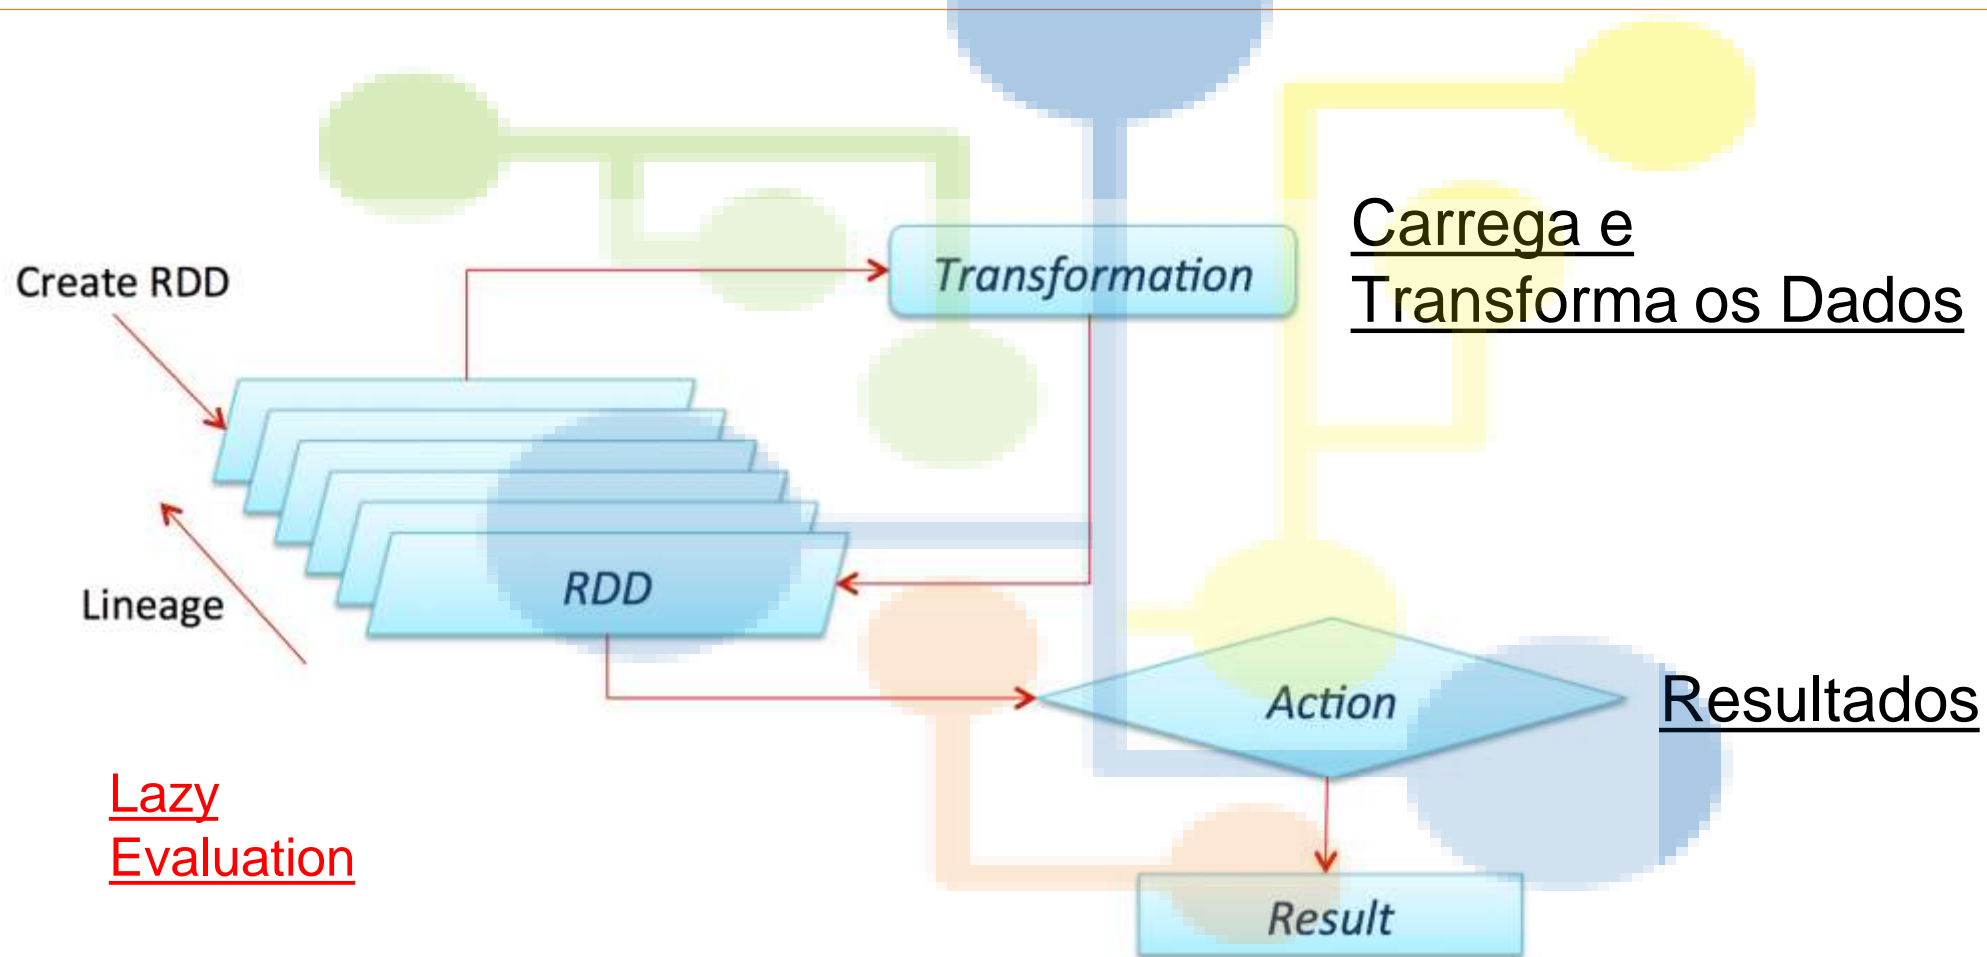 Carrega e
Transforma os Dados
Transformation
Create RDD
RDD
Lineage
Action
Resultados
Lazy
Evaluation
Result